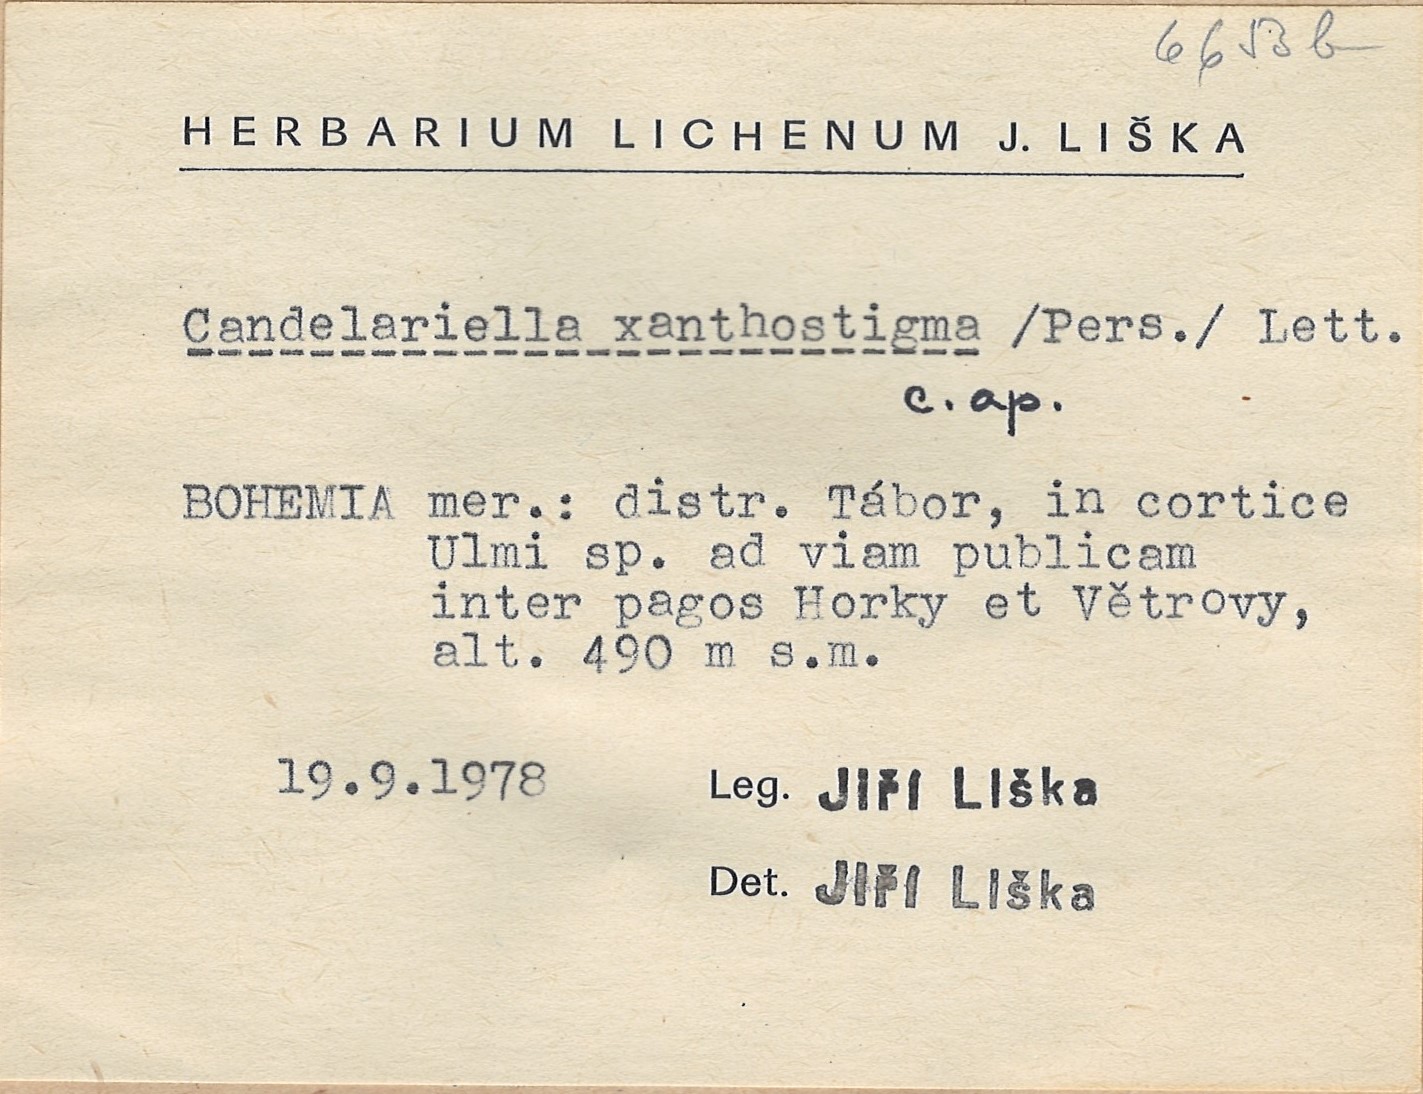 6653b
HERBARIUM LICHENUM J. LIŠKA
Candelariella xanthostigma /Pers./ Lett.
c. ap.
BOHEMIA mer.: distr. Tábor, in cortice
Ulmi sp. ad viam publicam
inter pagos Horky et Větrovy,
alt. 490 m s.m.
19.9.1978
Leg. Jiří Liška
Det. Jiří Liška